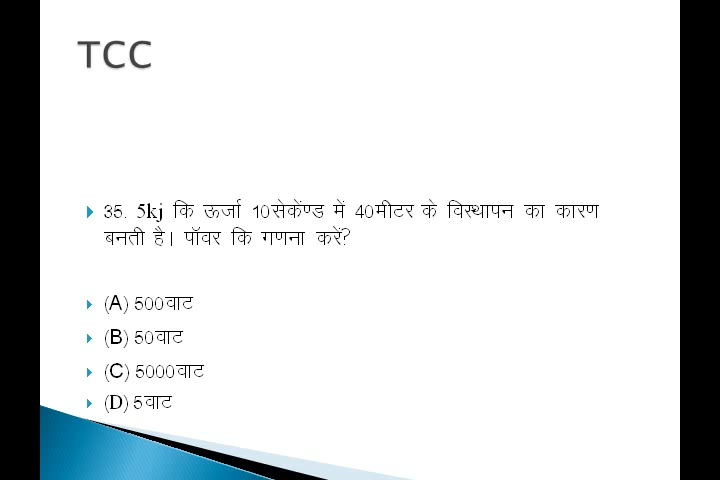 TCC
35. 5kj कि ऊर्जा 10सेकेंण्ड में 40मीटर के विस्थापन का कारण
बनती है। पॉवर कि गणना करें?
(A) 500वाट
(B) 50वाट
(C) 5000वाट
(D) 5वाट